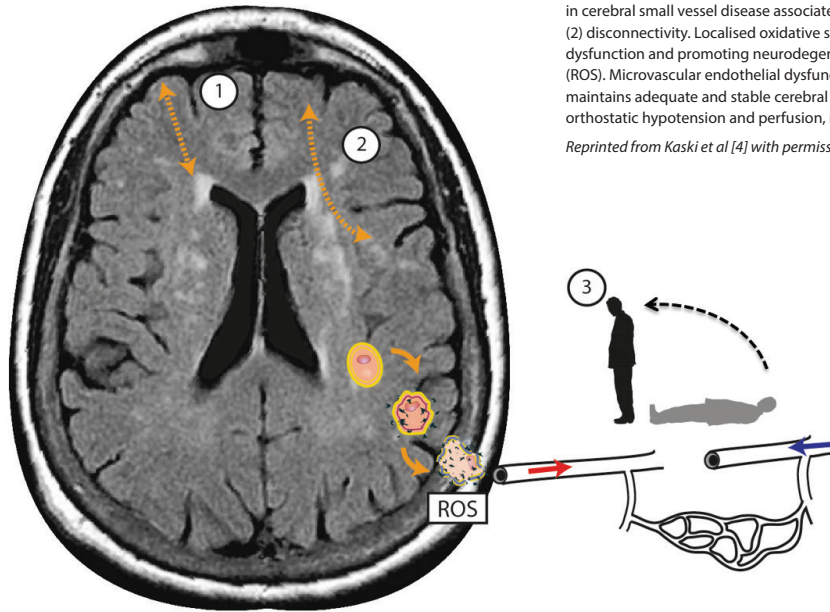 in cerebral small vessel disease associate
(2) disconnectivity. Localised oxidative s
dysfunction and promoting neurodegen
(ROS). Microvascular endothelial dysfunc
maintains adequate and stable cerebral
orthostatic hypotension and perfusion,
Reprinted from Kaski et al [4] with permiss
1
2
3
ROS